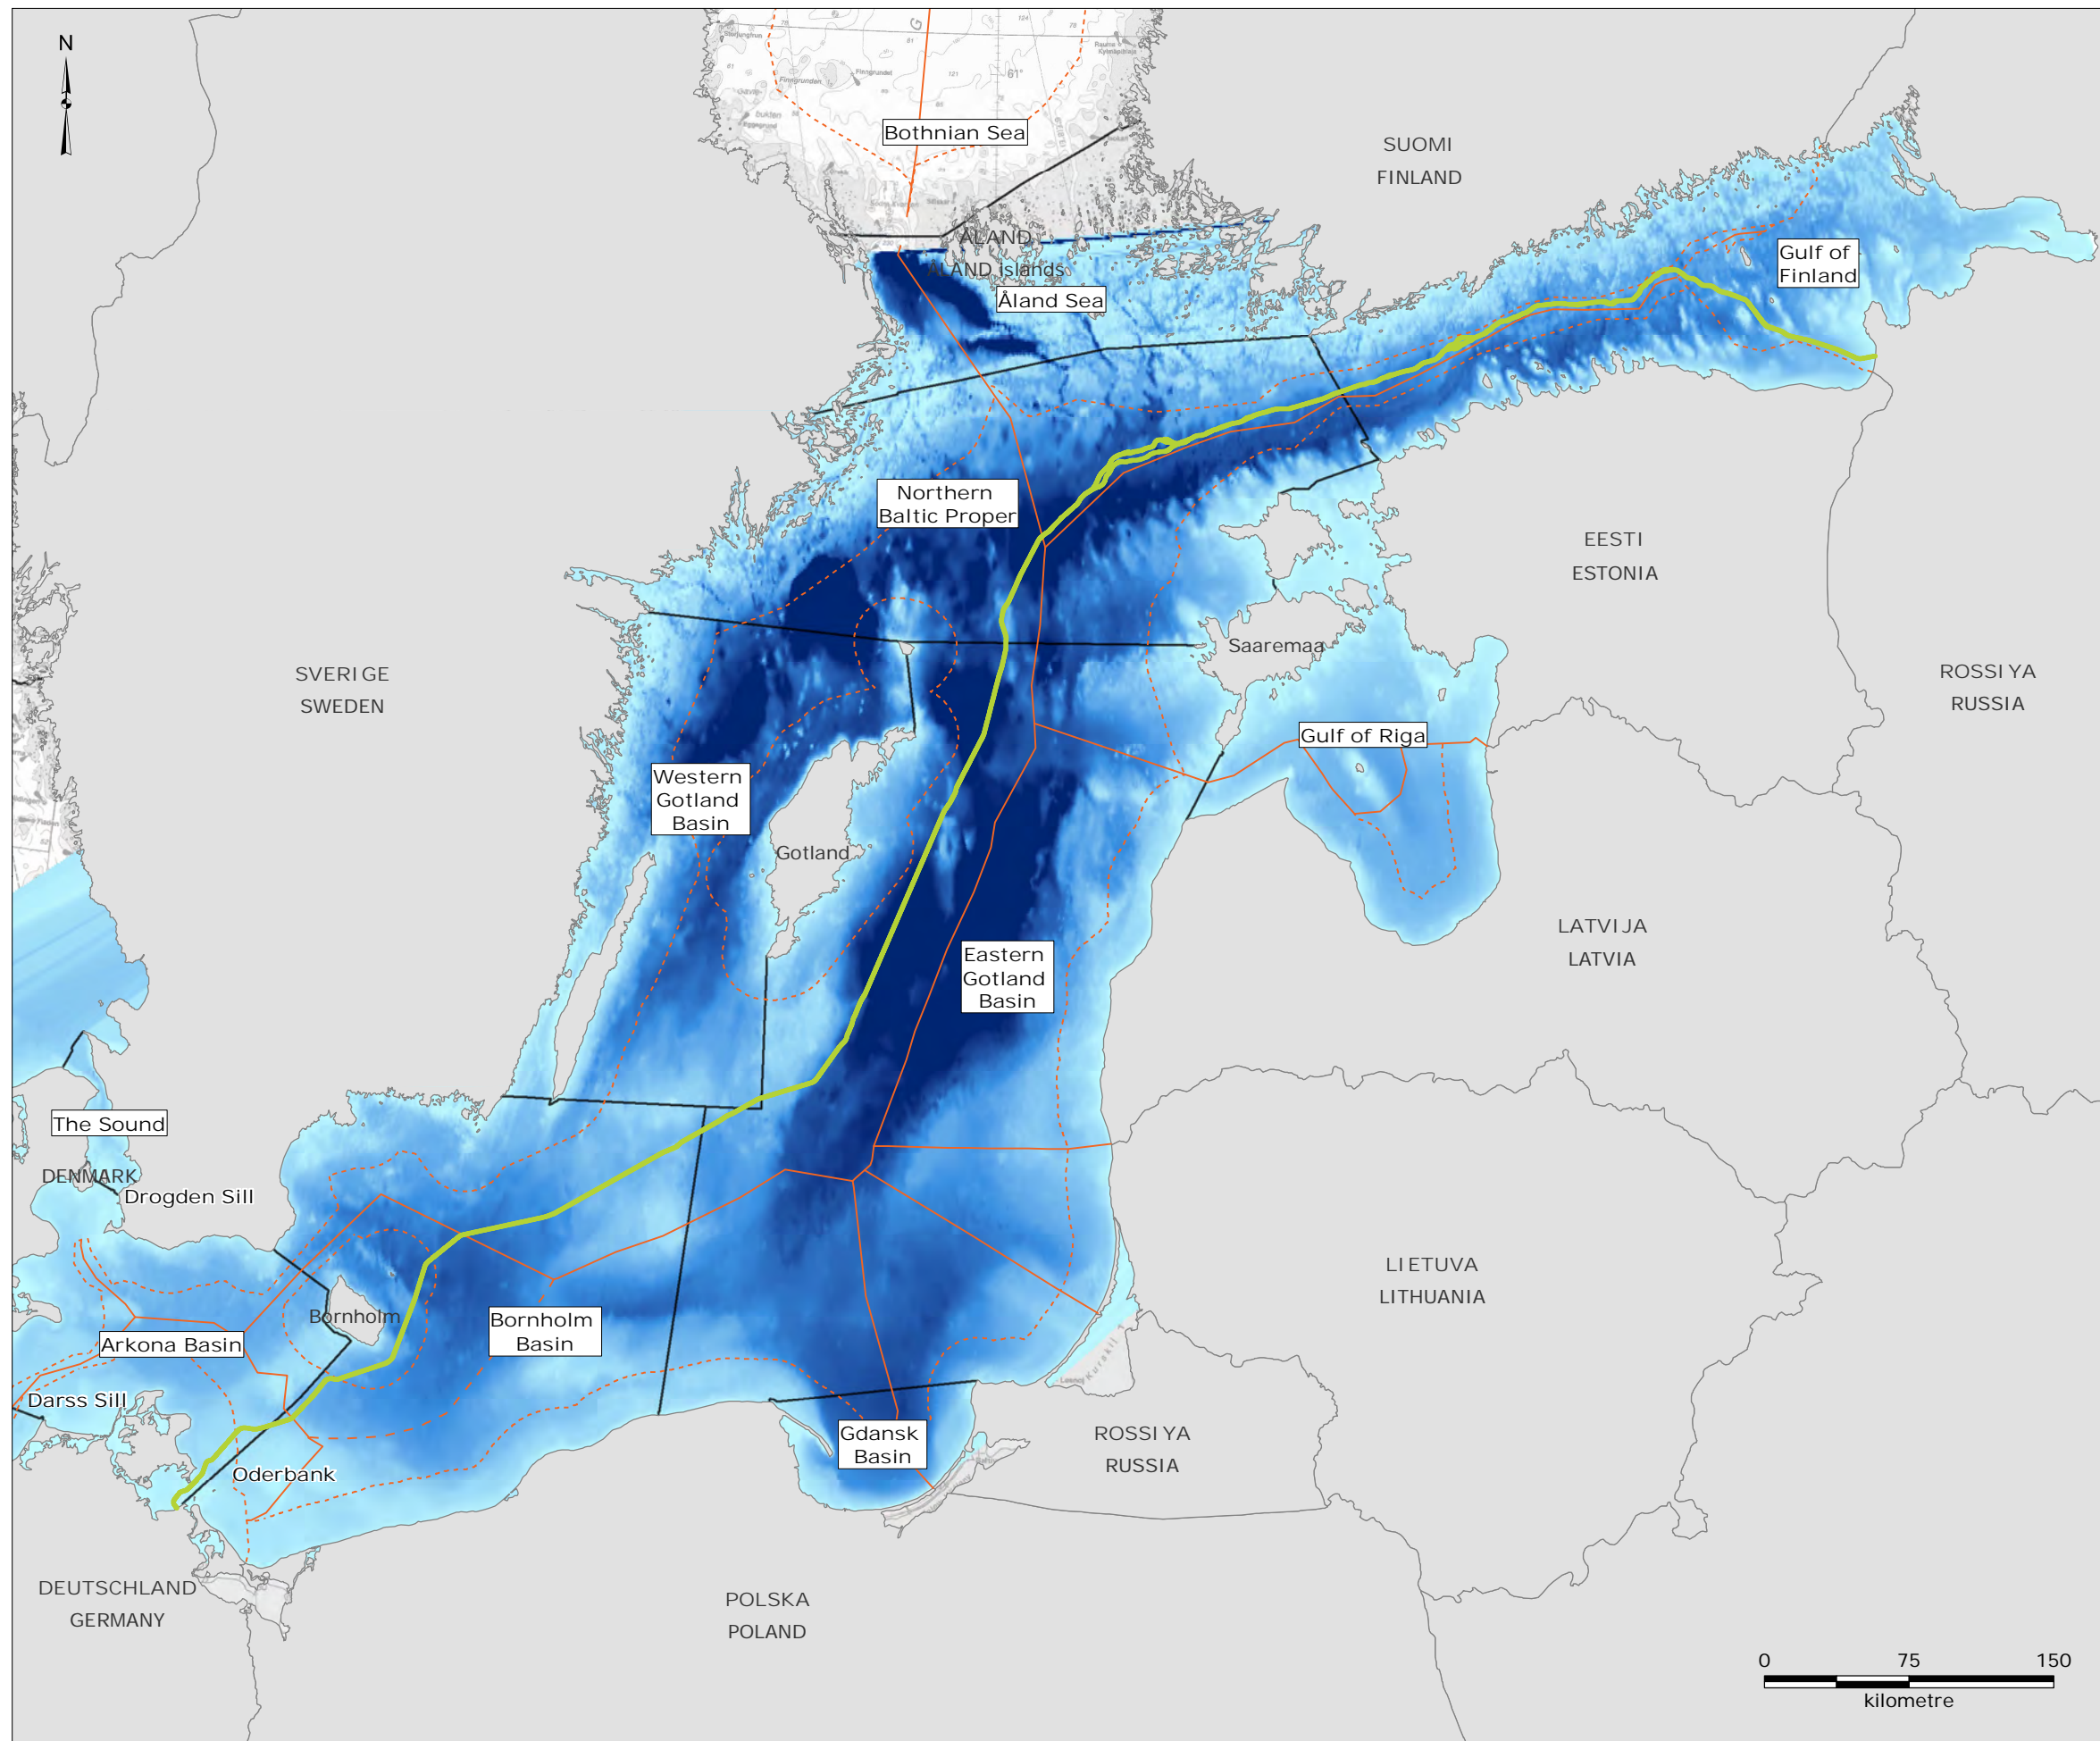 N
G
61°
Finngrunden
Finngrundet
Bothnian Sea
SUOMI
FINLAND
Gulf of
Finland
ÅLAND
ÅLAND islands
Åland Sea
Northern
Baltic Proper
EESTI
ESTONIA
Saaremaa
SVERIGE
SWEDEN
ROSSIYA
RUSSIA
Gulf of Riga
Western
Gotland
Basin
Gotland
LATVIJA
LATVIA
Eastern
Gotland
Basin
The Sound
DENMARK
Drogden Sill
LIETUVA
LITHUANIA
Bornholm
Bornholm
Basin
Arkona Basin
Darss Sill
Oderbank
Gdansk
Basin
ROSSIYA
RUSSIA
DEUTSCHLAND
GERMANY
POLSKA
POLAND
0 75 150
kilometre